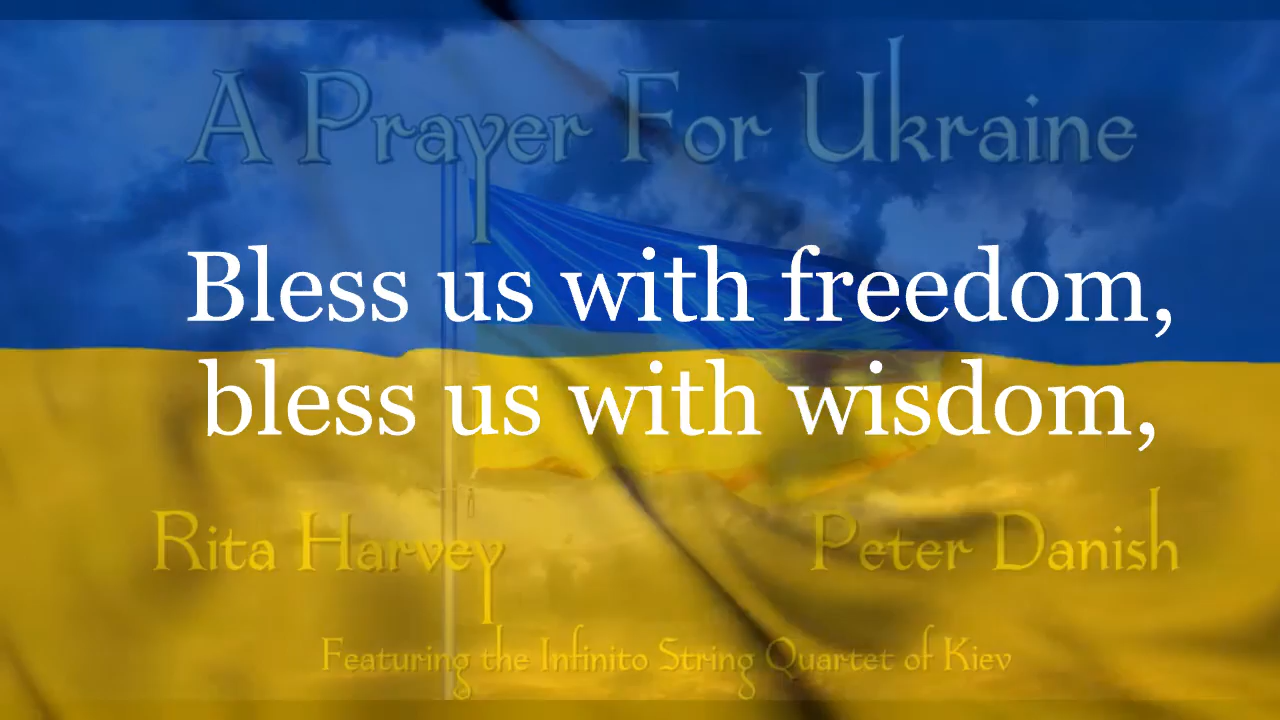 A Prayer For Ukraine
Bless us with freedom,
bless us with wisdom,
Rita Harvey
Peter Danish
Featuring the Infinito String Quartet of Kiev